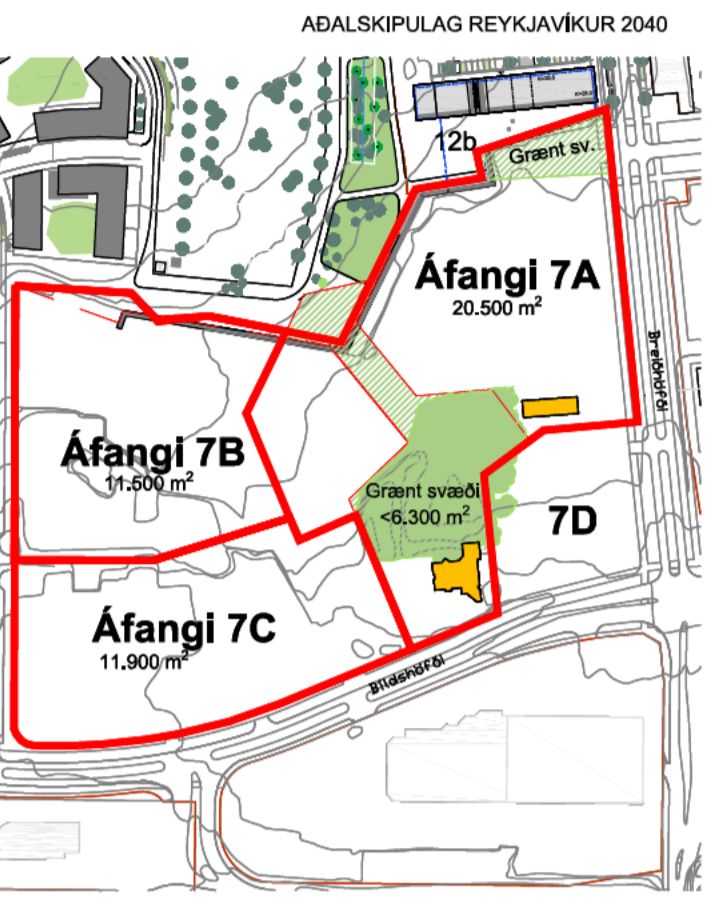 AÐALSKIPULAG REYKJAVÍKUR 2040
12b
Grænt sv.
Áfangi 7A
20.500 m²
Breiðhöfði
Áfangi 7B
11.500 m²
Grænt svæði
<6.300 m²
7D
Áfangi 7C
11.900 m²
Bíldshöfði